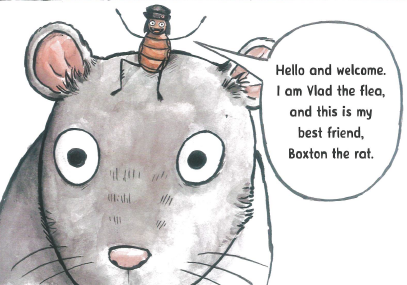 Hello and welcome.
I am Vlad the flea,
and this is my
best friend,
Boxton the rat.